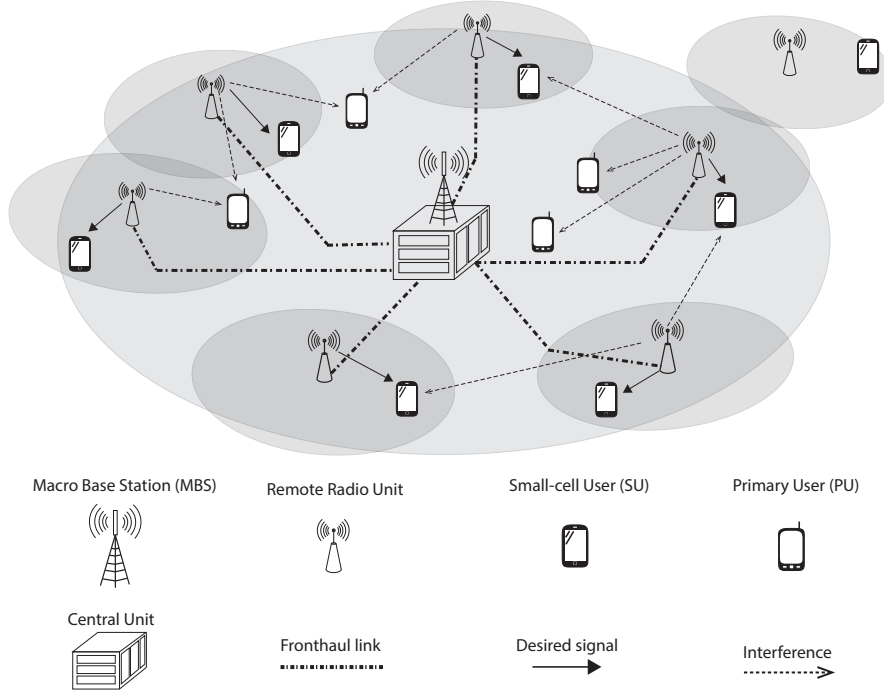 Macro Base Station (MBS)
Remote Radio Unit
Small-cell User (SU)
Primary User (PU)
Central Unit
Fronthaul link
Desired signal
Interference